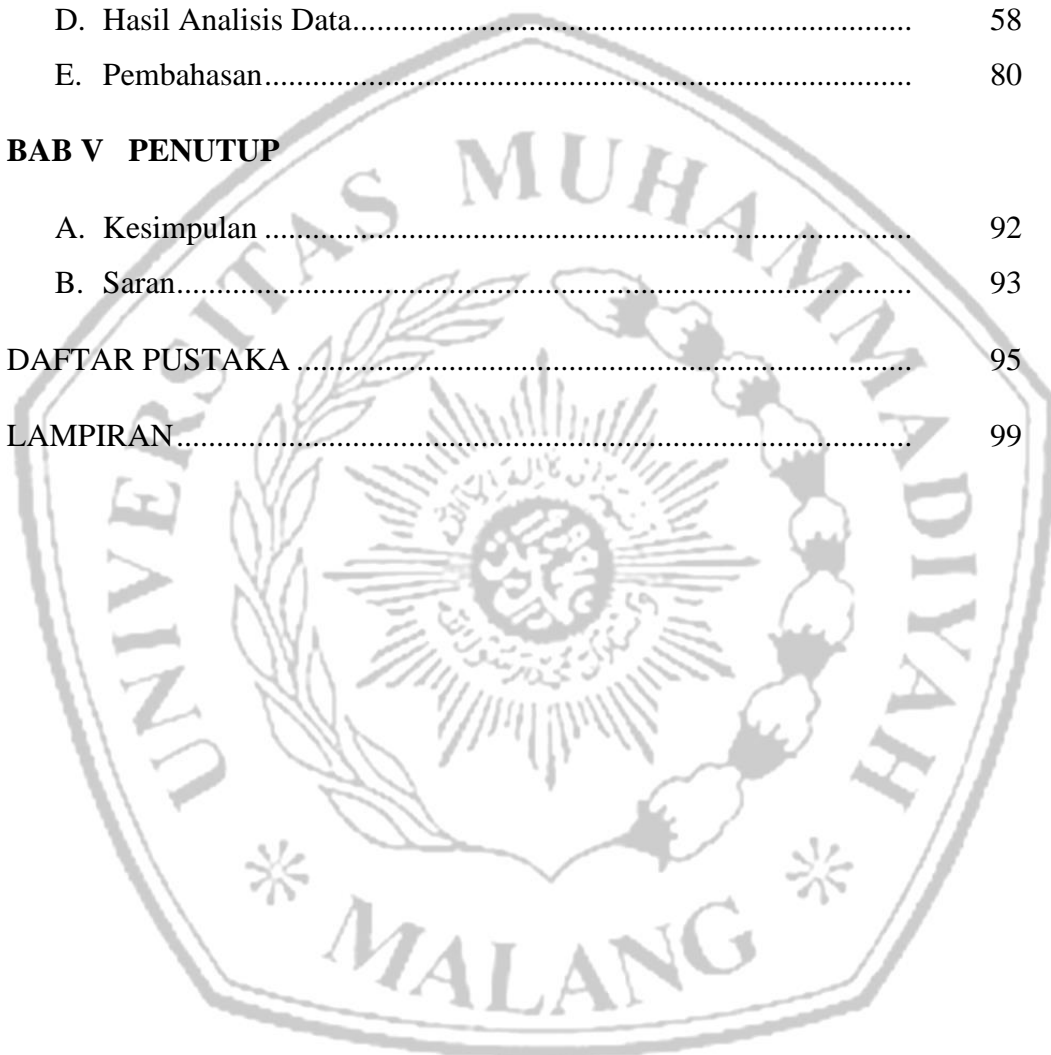 D. Hasil Analisis Data.................................................................... 58
E. Pembahasan.............................................................................. 80
BAB V PENUTUP
A. Kesimpulan .............................................................................. 92
B. Saran......................................................................................... 93
DAFTAR PUSTAKA .......................................................................... 95
LAMPIRAN......................................................................................... 99
UNIVERSITAS MUHAMMADIYAH
MALANG